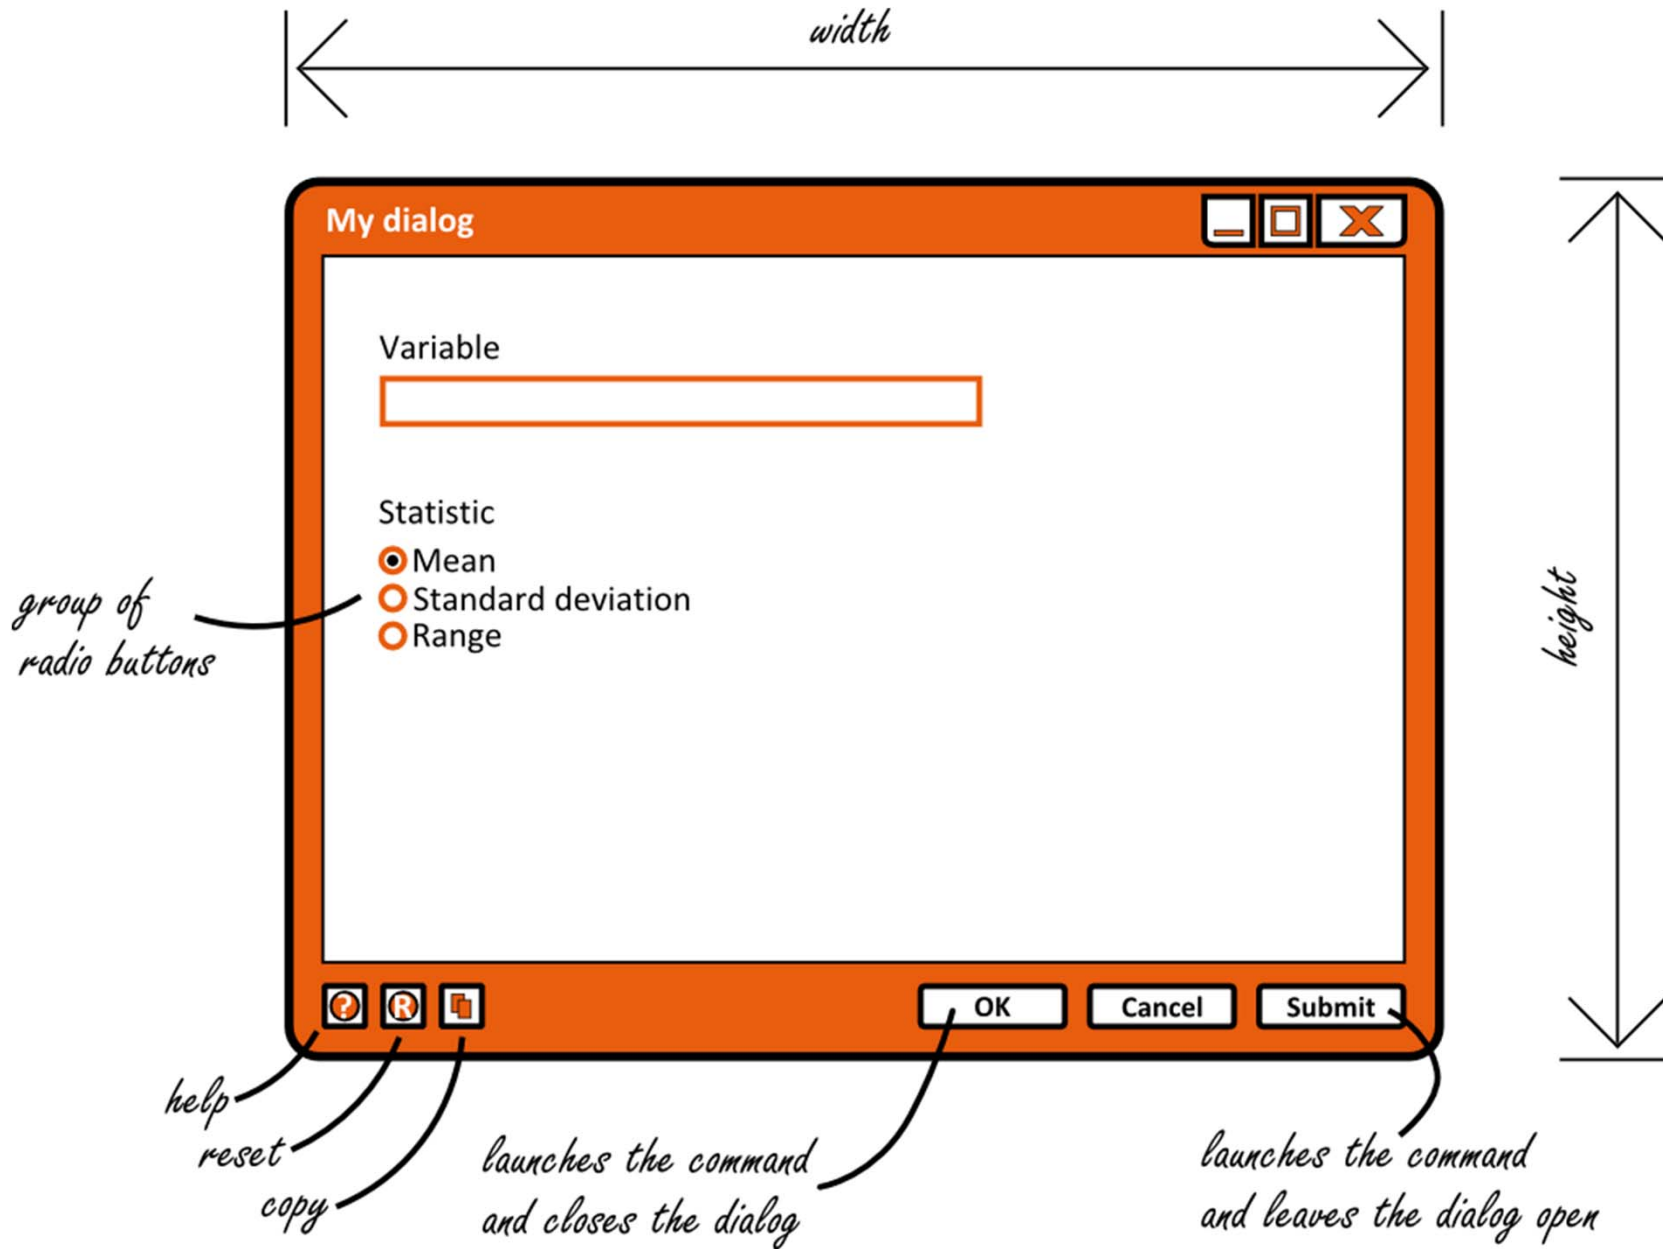 width
My dialog
Variable
Statistic
Mean
Standard deviation
Range
group of
radio buttons
height
?
R
OK
Cancel
Submit
help
reset
copy
launches the command
and closes the dialog
launches the command
and leaves the dialog open